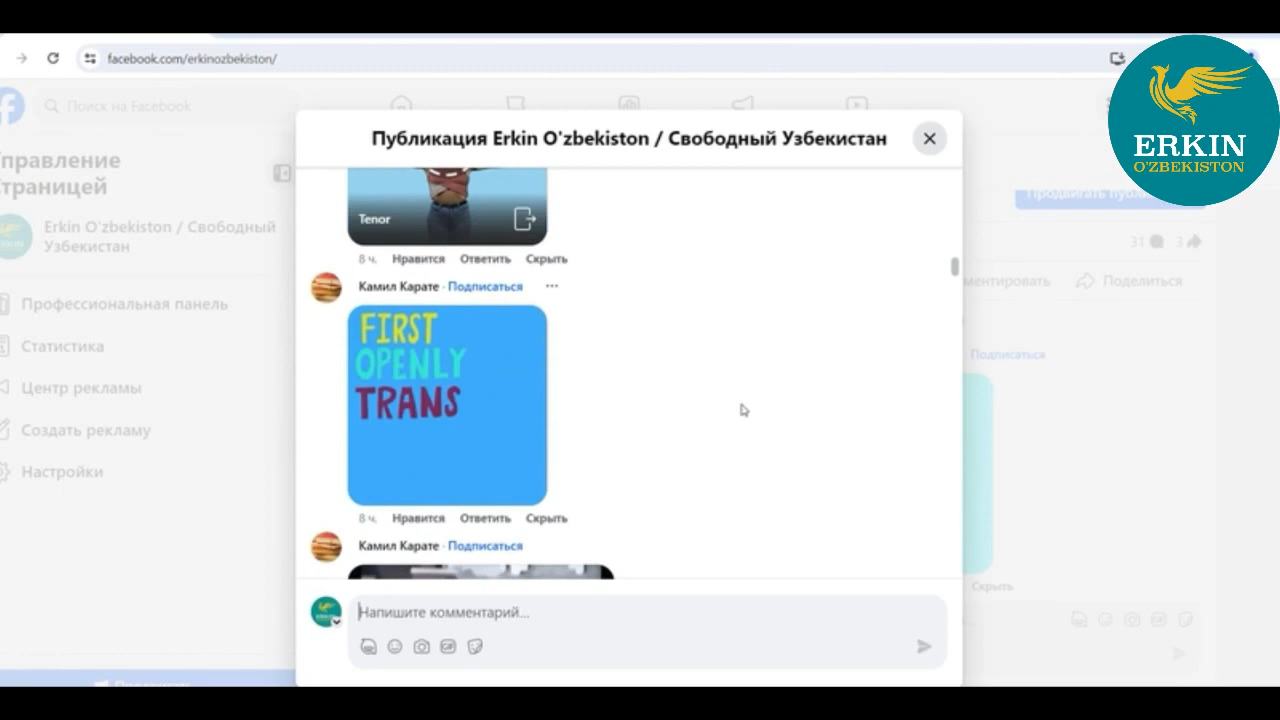 facebook.com/erkinozbekiston/
Поиск на Facebook
ERKIN
O'ZBEKISTON
Публикация Erkin O'zbekiston / Свободный Узбекистан
правление
траницей
Erkin O'zbekiston / Свободный
Узбекистан
Профессиональная панель
Статистика
Центр рекламы
Создать рекламу
Настройки
Tenor
8 ч. Нравится Ответить Скрыть
Камил Карате · Подписаться
FIRST
OPENLY
TRANS
8 ч. Нравится Ответить Скрыть
Камил Карате · Подписаться
Напишите комментарий...
31 3
ментировать Поделиться
Подписаться
Скрыть